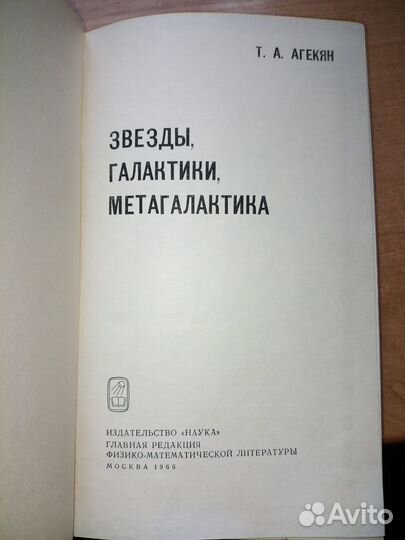 Т. А. АГЕКЯН
ЗВЕЗДЫ,
ГАЛАКТИКИ,
МЕТАГАЛАКТИКА
ИЗДАТЕЛЬСТВО «НАУКА»
ГЛАВНАЯ РЕДАКЦИЯ
ФИЗИКО-МАТЕМАТИЧЕСКОЙ ЛИТЕРАТУРЫ
МОСКВА 1966
Avito